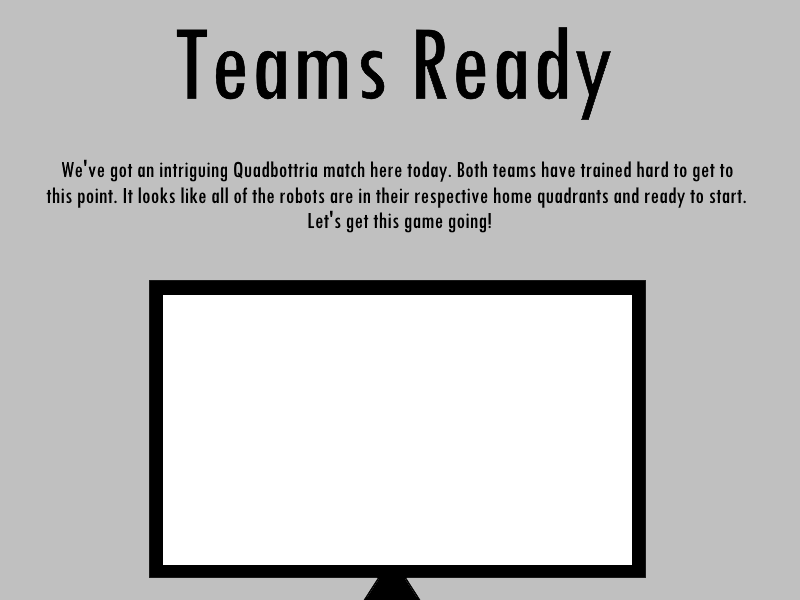 Teams Ready
We've got an intriguing Quadbottria match here today. Both teams have trained hard to get to
this point. It looks like all of the robots are in their respective home quadrants and ready to start.
Let's get this game going!